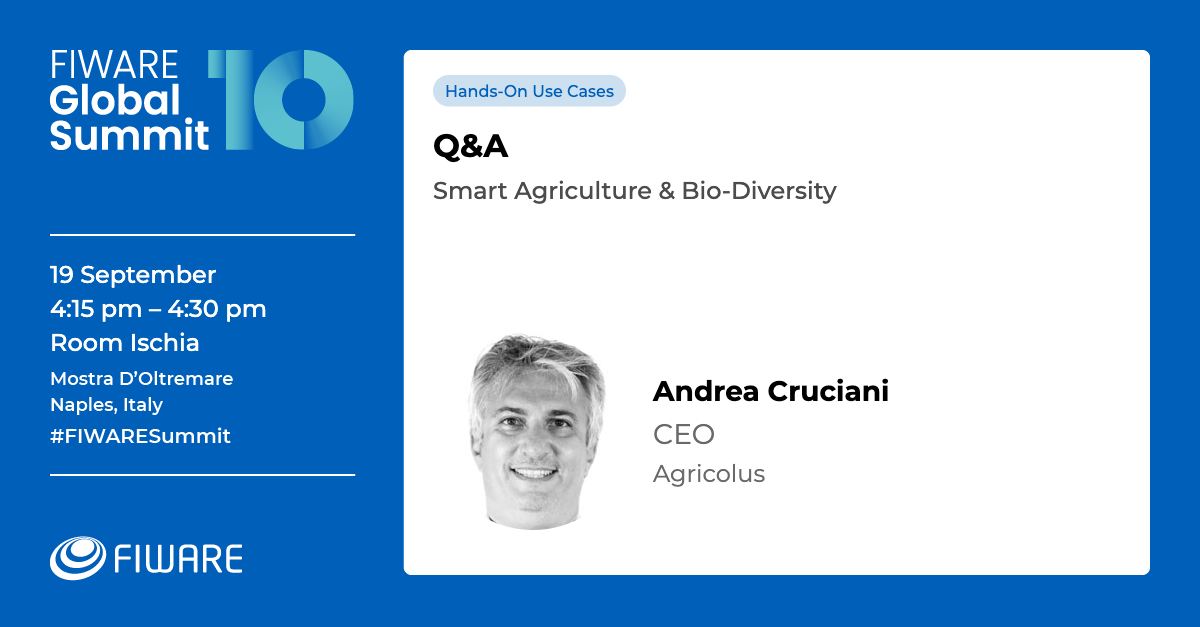 FIWARE
Global
Summit
10
19 September
4:15 pm – 4:30 pm
Room Ischia
Mostra D’Oltremare
Naples, Italy
#FIWARESummit
FIWARE
Hands-On Use Cases
Q&A
Smart Agriculture & Bio-Diversity
Andrea Cruciani
CEO
Agricolus